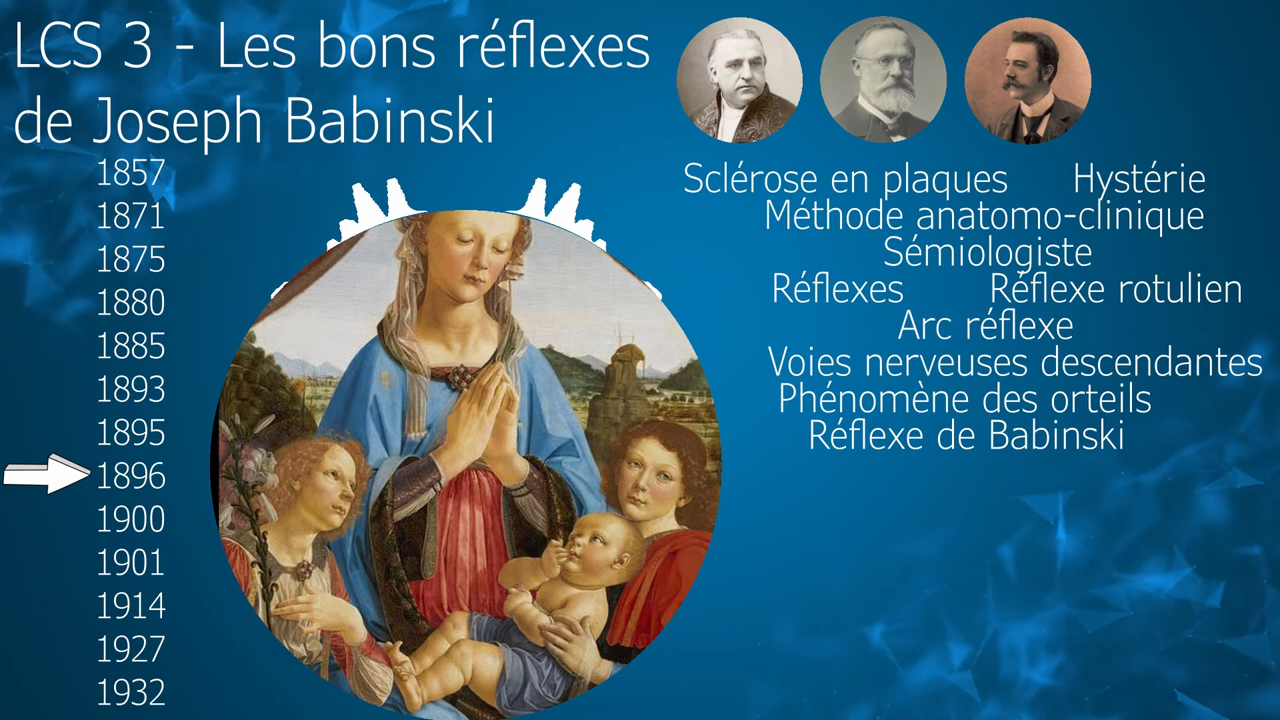 LCS 3 - Les bons réflexes
de Joseph Babinski
1857
1871
1875
1880
1885
1893
1895
1896
1900
1901
1914
1927
1932
Sclérose en plaques Hystérie
Méthode anatomo-clinique
Sémiologiste
Réflexes Réflexe rotulien
Arc réflexe
Voies nerveuses descendantes
Phénomène des orteils
Réflexe de Babinski